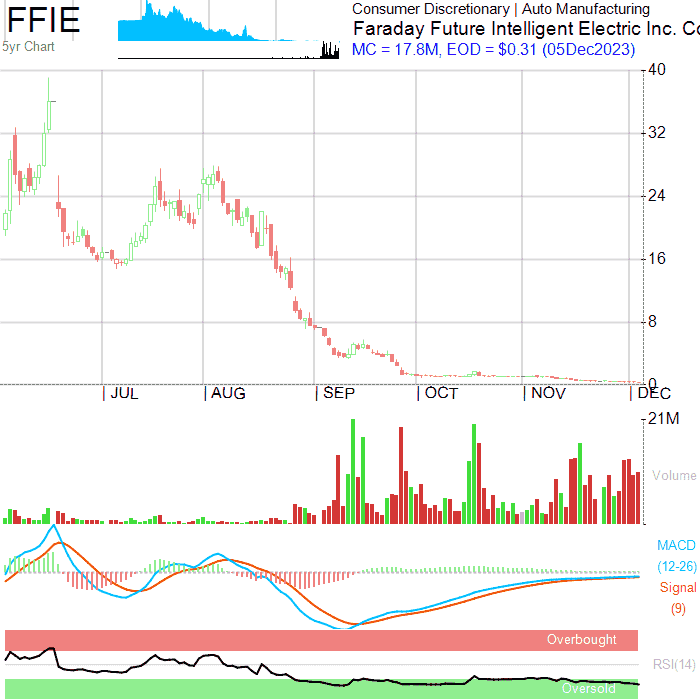 FFIE
Consumer Discretionary | Auto Manufacturing
Faraday Future Intelligent Electric Inc. Co
5yr Chart
MC = 17.8M, EOD = $0.31 (05Dec2023)
40
32
24
16
8
0
JUL AUG SEP OCT NOV DEC
21M
Volume
MACD
(12-26)
Signal
(9)
Overbought
RSI(14)
Oversold